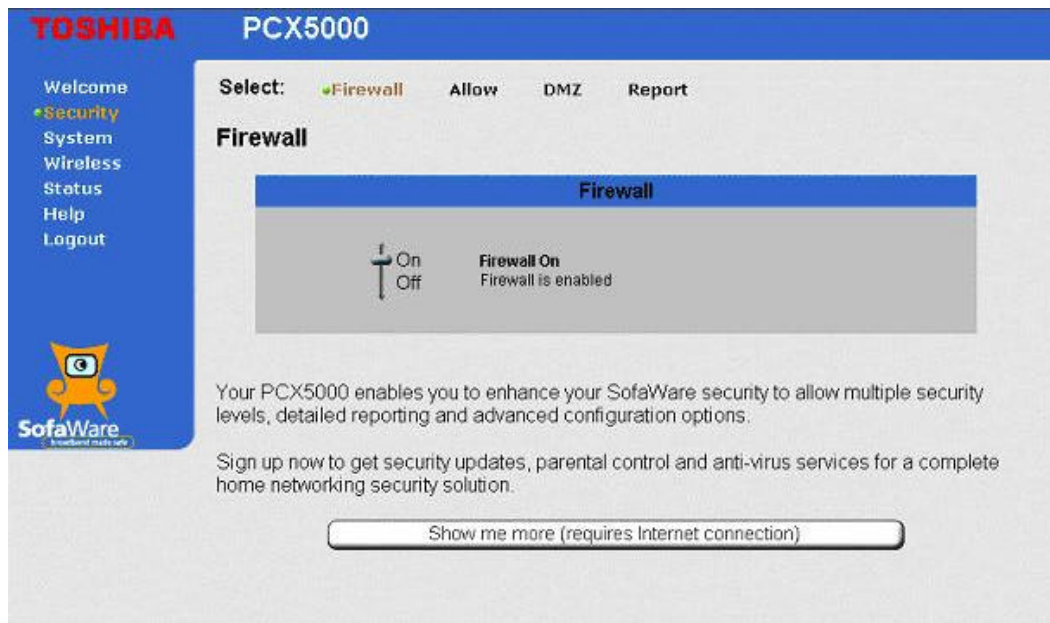 TOSHIBA PCX5000
Welcome
Security
System
Wireless
Status
Help
Logout
SofaWare
broadband made safe
Select: Firewall Allow DMZ Report
Firewall
Firewall
On
Off
Firewall On
Firewall is enabled
Your PCX5000 enables you to enhance your SofaWare security to allow multiple security
levels, detailed reporting and advanced configuration options.
Sign up now to get security updates, parental control and anti-virus services for a complete
home networking security solution.
Show me more (requires Internet connection)